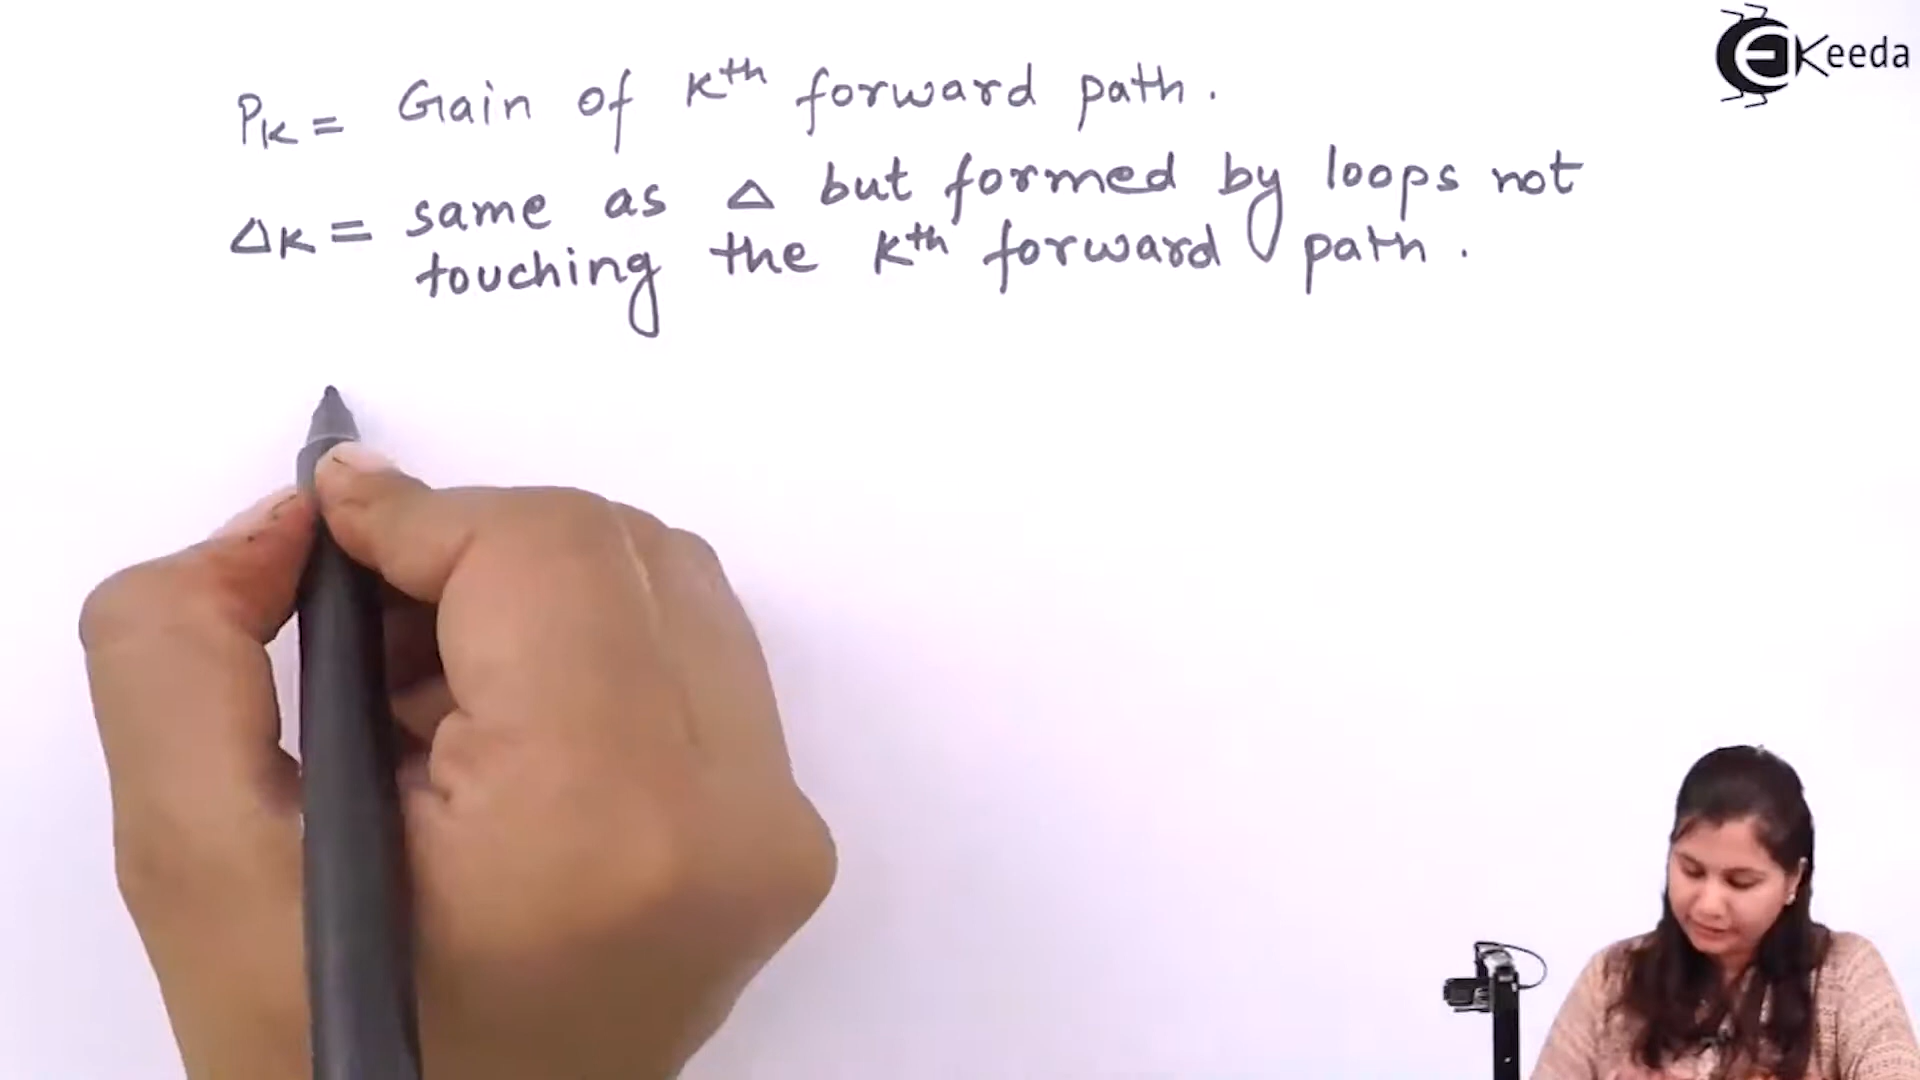 EKeeda
PK = Gain of Kth forward path.
ΔK = same as Δ but formed by loops not
touching the Kth forward path.